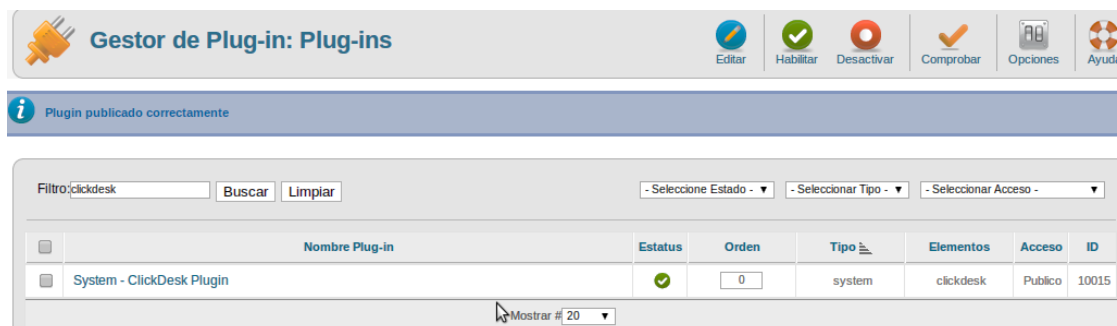 Gestor de Plug-in: Plug-ins
Editar Habilitar Desactivar Comprobar Opciones Ayuda
Plugin publicado correctamente
Filtro: clickdesk Buscar Limpiar - Seleccione Estado - - Seleccionar Tipo - - Seleccionar Acceso -
Nombre Plug-in Estatus Orden Tipo Elementos Acceso ID
System - ClickDesk Plugin 0 system clickdesk Publico 10015
Mostrar # 20